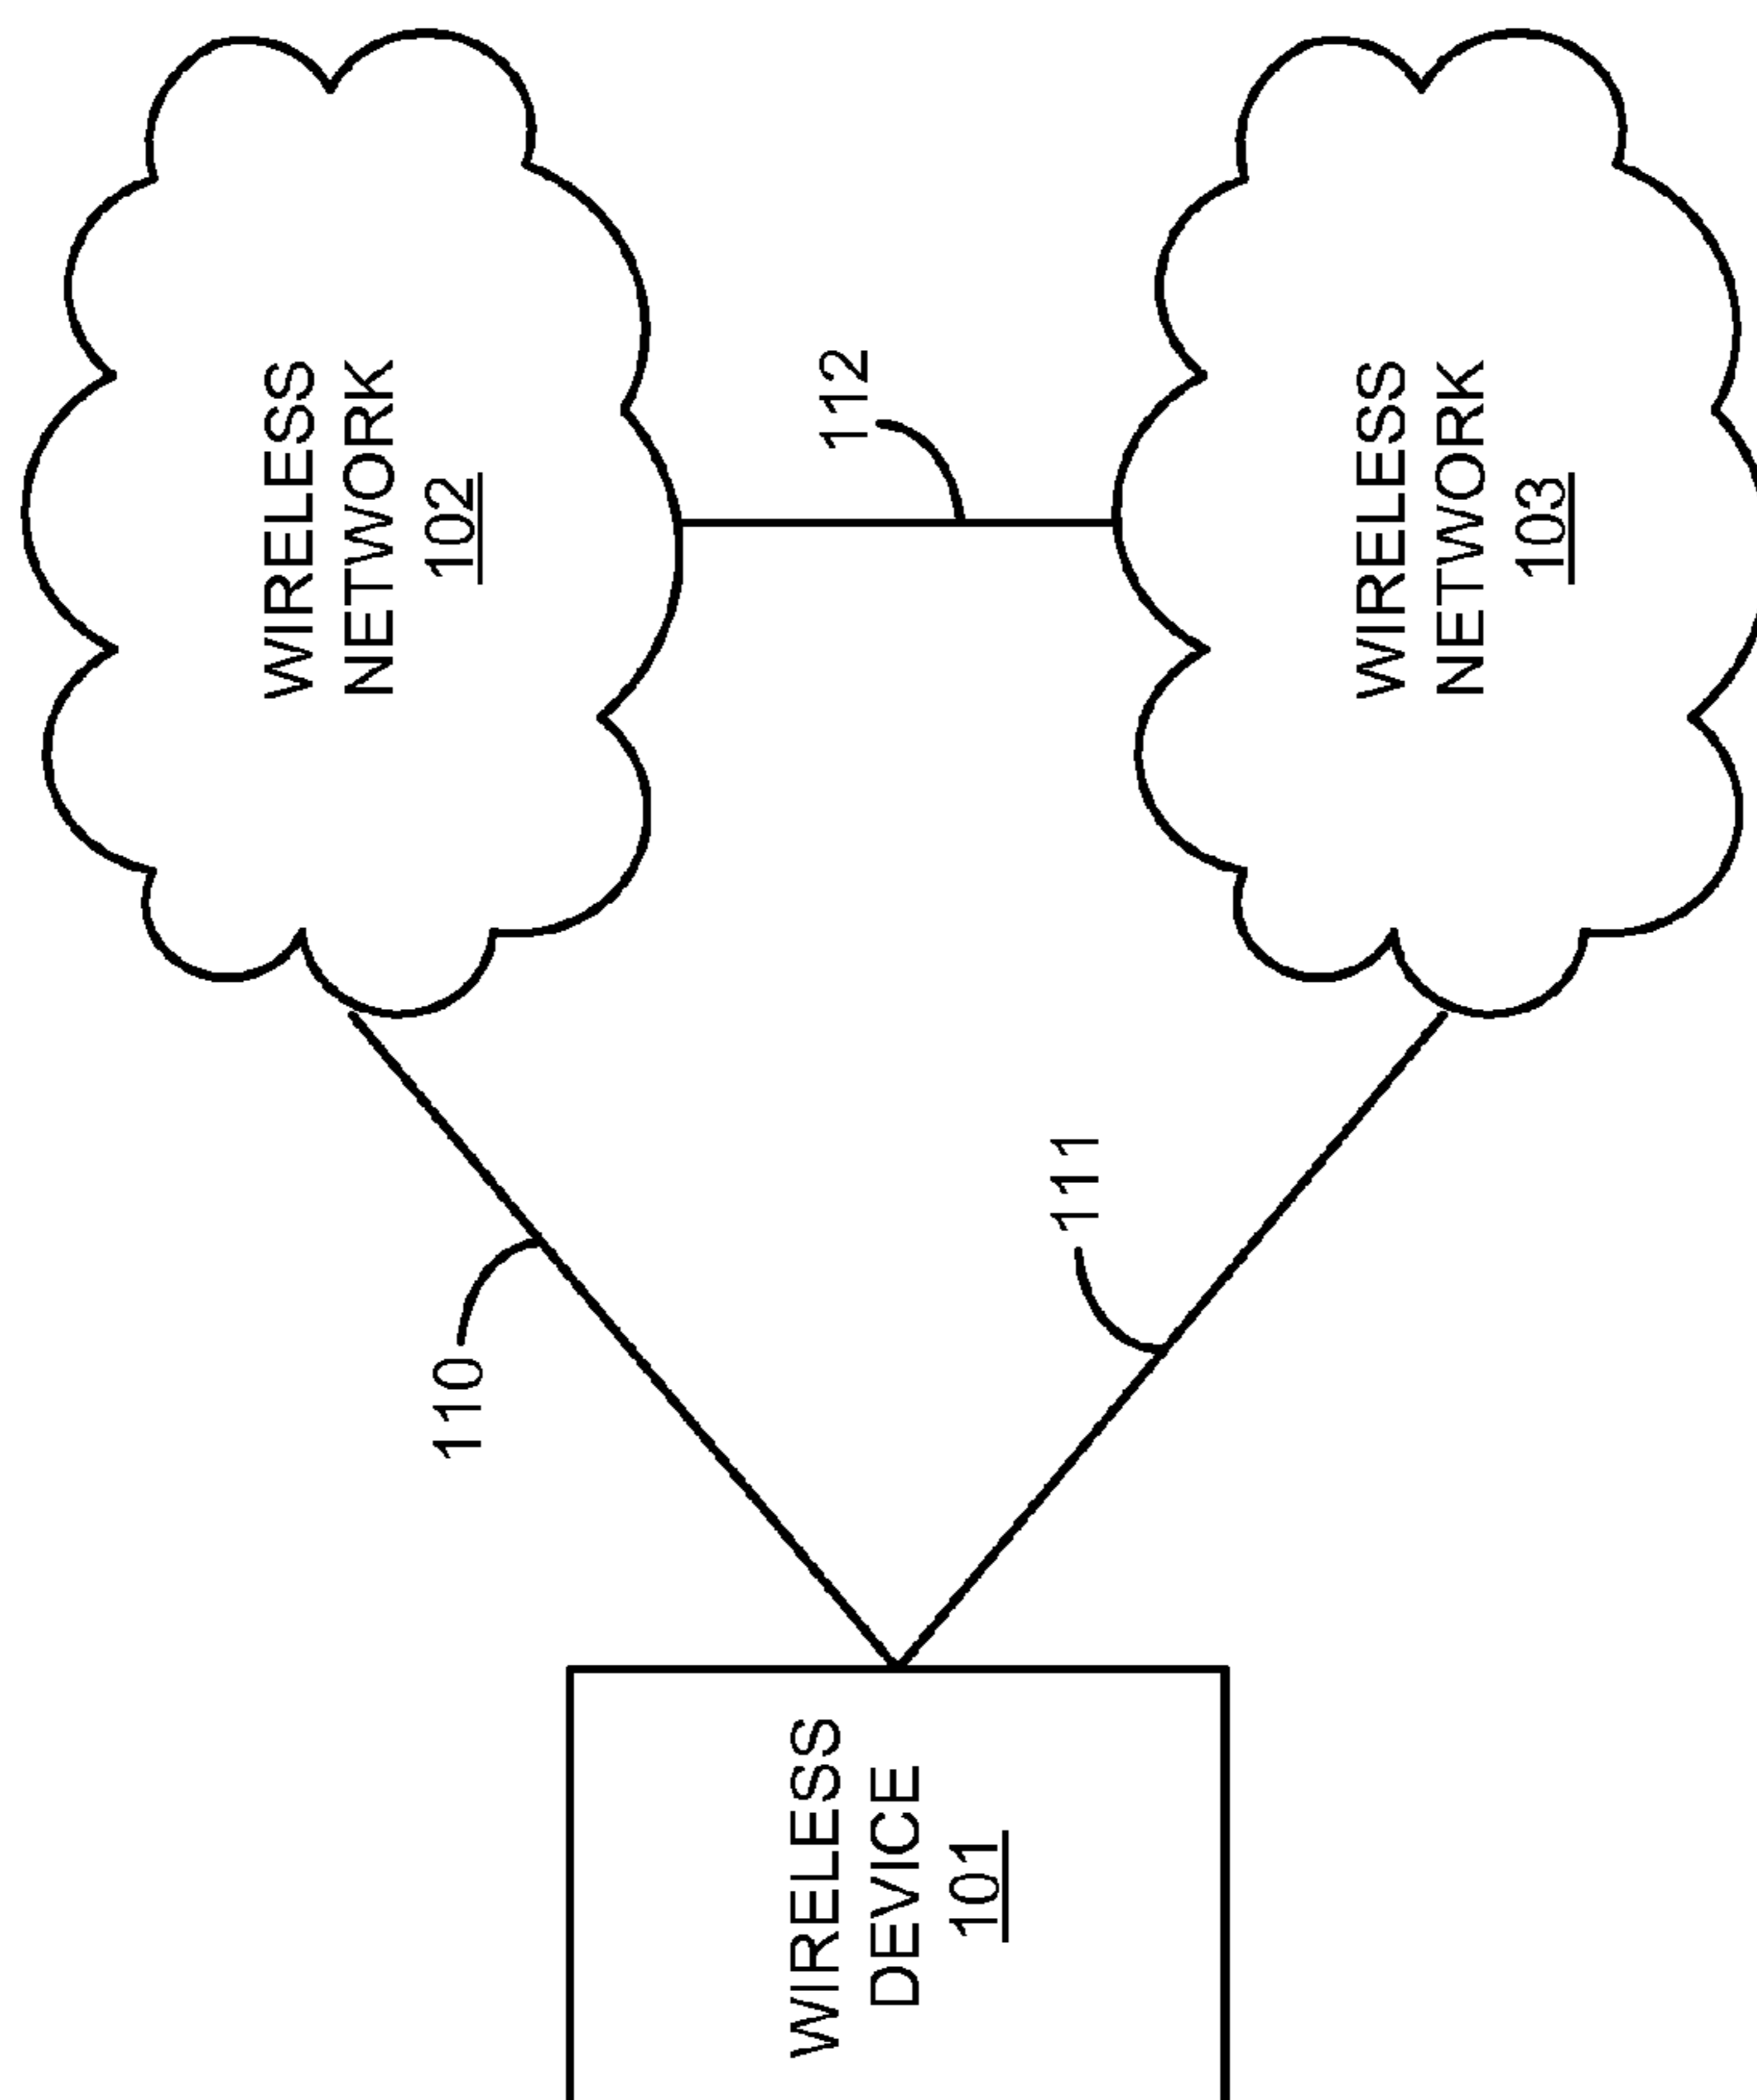 WIRELESS
NETWORK
102
110
112
WIRELESS
DEVICE
101
111
WIRELESS
NETWORK
103